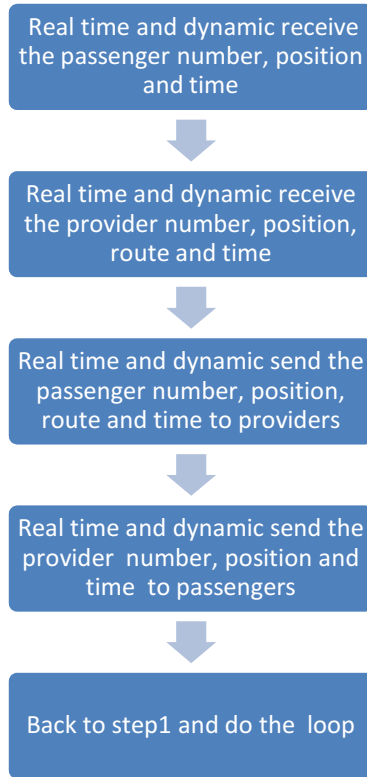 Real time and dynamic receive
the passenger number, position
and time
Real time and dynamic receive
the provider number, position,
route and time
Real time and dynamic send the
passenger number, position,
route and time to providers
Real time and dynamic send the
provider  number, position and
time  to passengers
Back to step1 and do the  loop